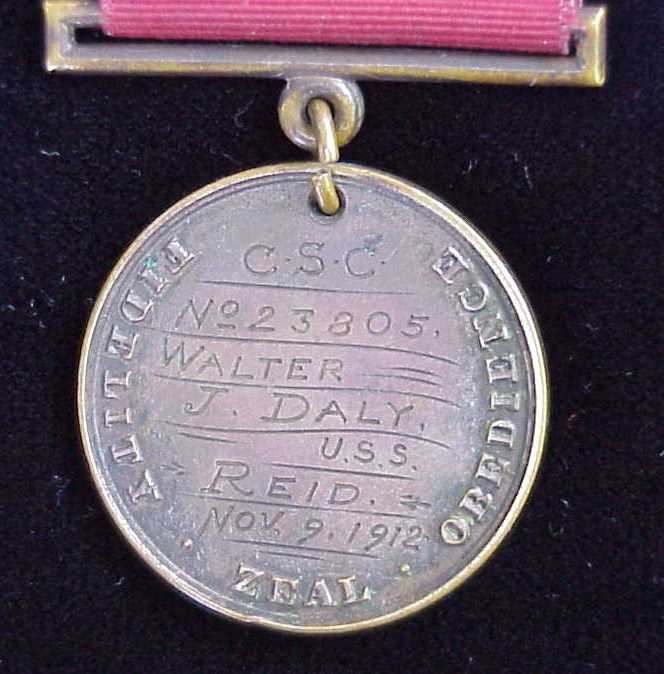 C·S·C·
No 23805.
WALTER
J. DALY.
U.S.S.
REID.
NOV. 9. 1912
FIDELITY
ZEAL
OBEDIENCE